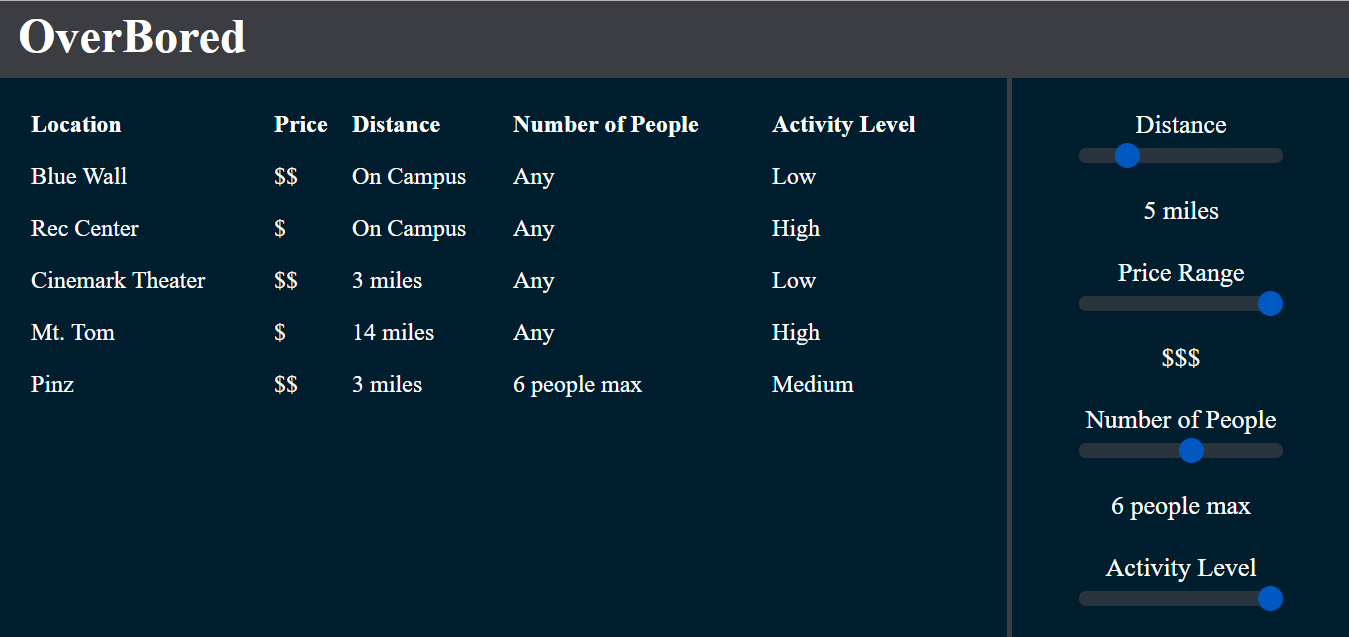 OverBored
Location Price Distance Number of People Activity Level
Blue Wall $$ On Campus Any Low
Rec Center $ On Campus Any High
Cinemark Theater $$ 3 miles Any Low
Mt. Tom $ 14 miles Any High
Pinz $$ 3 miles 6 people max Medium
Distance
5 miles
Price Range
$$$
Number of People
6 people max
Activity Level